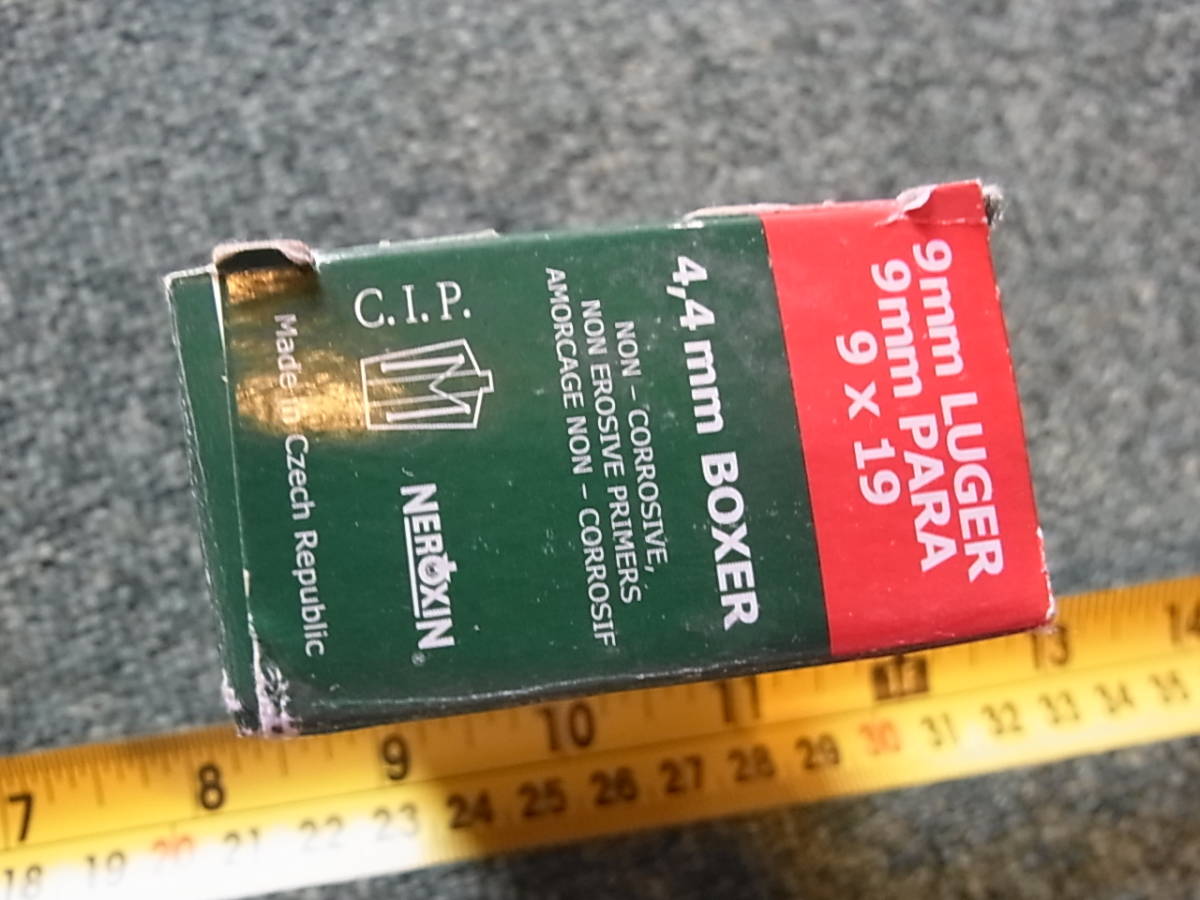 9mm LUGER
9mm PARA
9 x 19
4,4 mm BOXER
NON – CORROSIVE,
NON EROSIVE PRIMERS
AMORCAGE NON – CORROSIF
C.I.P.
NEROXIN®
Made in Czech Republic
7 8 9 10 11 13 14
18 19 20 21 22 23 24 25 26 27 28 29 30 31 32 33 34 35